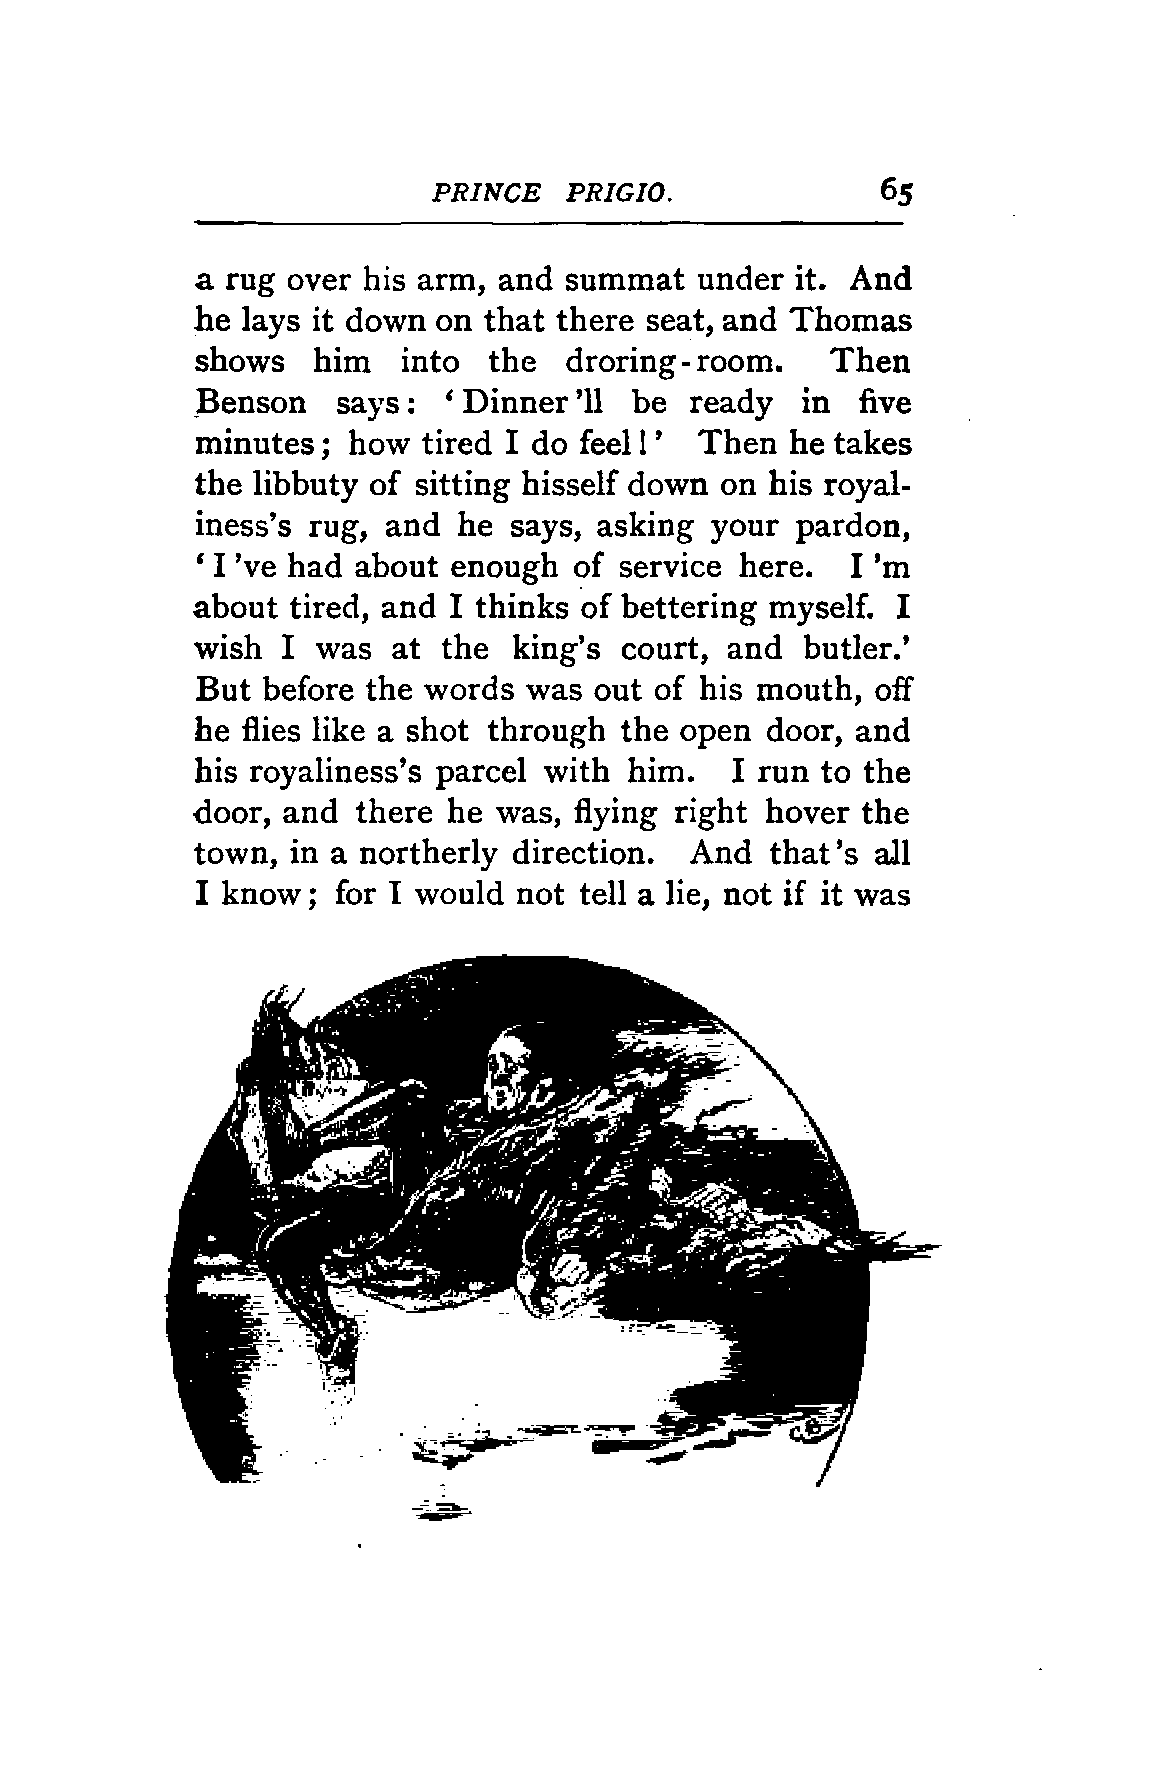 PRINCE PRIGIO. 65
a rug over his arm, and summat under it. And
he lays it down on that there seat, and Thomas
shows him into the droring-room. Then
Benson says: ‘Dinner’ll be ready in five
minutes; how tired I do feel!’ Then he takes
the libbuty of sitting hisself down on his royal-
iness’s rug, and he says, asking your pardon,
‘I’ve had about enough of service here. I’m
about tired, and I thinks of bettering myself. I
wish I was at the king’s court, and butler.’
But before the words was out of his mouth, off
he flies like a shot through the open door, and
his royaliness’s parcel with him. I run to the
door, and there he was, flying right hover the
town, in a northerly direction. And that’s all
I know; for I would not tell a lie, not if it was